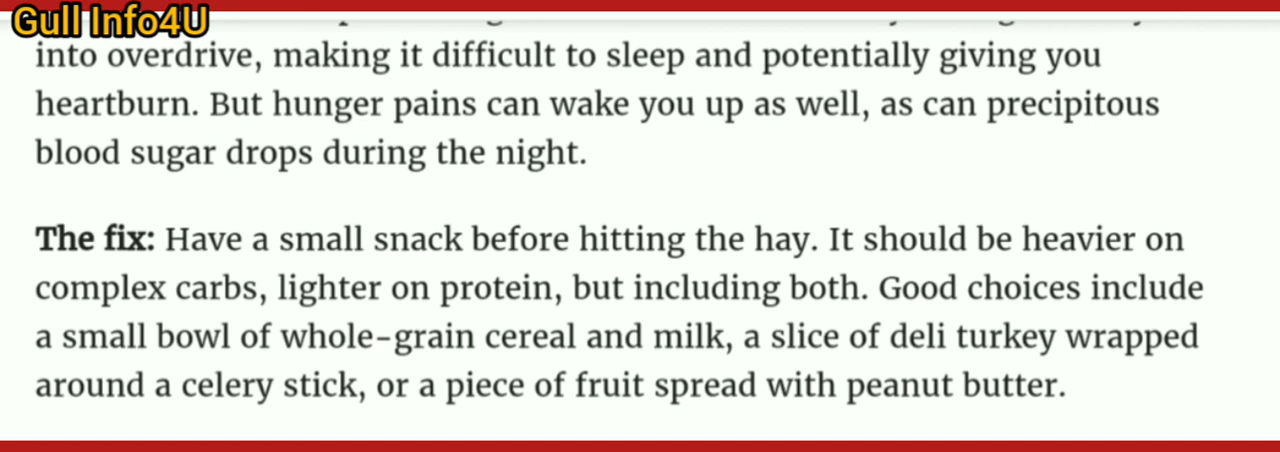 Gull Info4U
into overdrive, making it difficult to sleep and potentially giving you
heartburn. But hunger pains can wake you up as well, as can precipitous
blood sugar drops during the night.
The fix: Have a small snack before hitting the hay. It should be heavier on
complex carbs, lighter on protein, but including both. Good choices include
a small bowl of whole-grain cereal and milk, a slice of deli turkey wrapped
around a celery stick, or a piece of fruit spread with peanut butter.